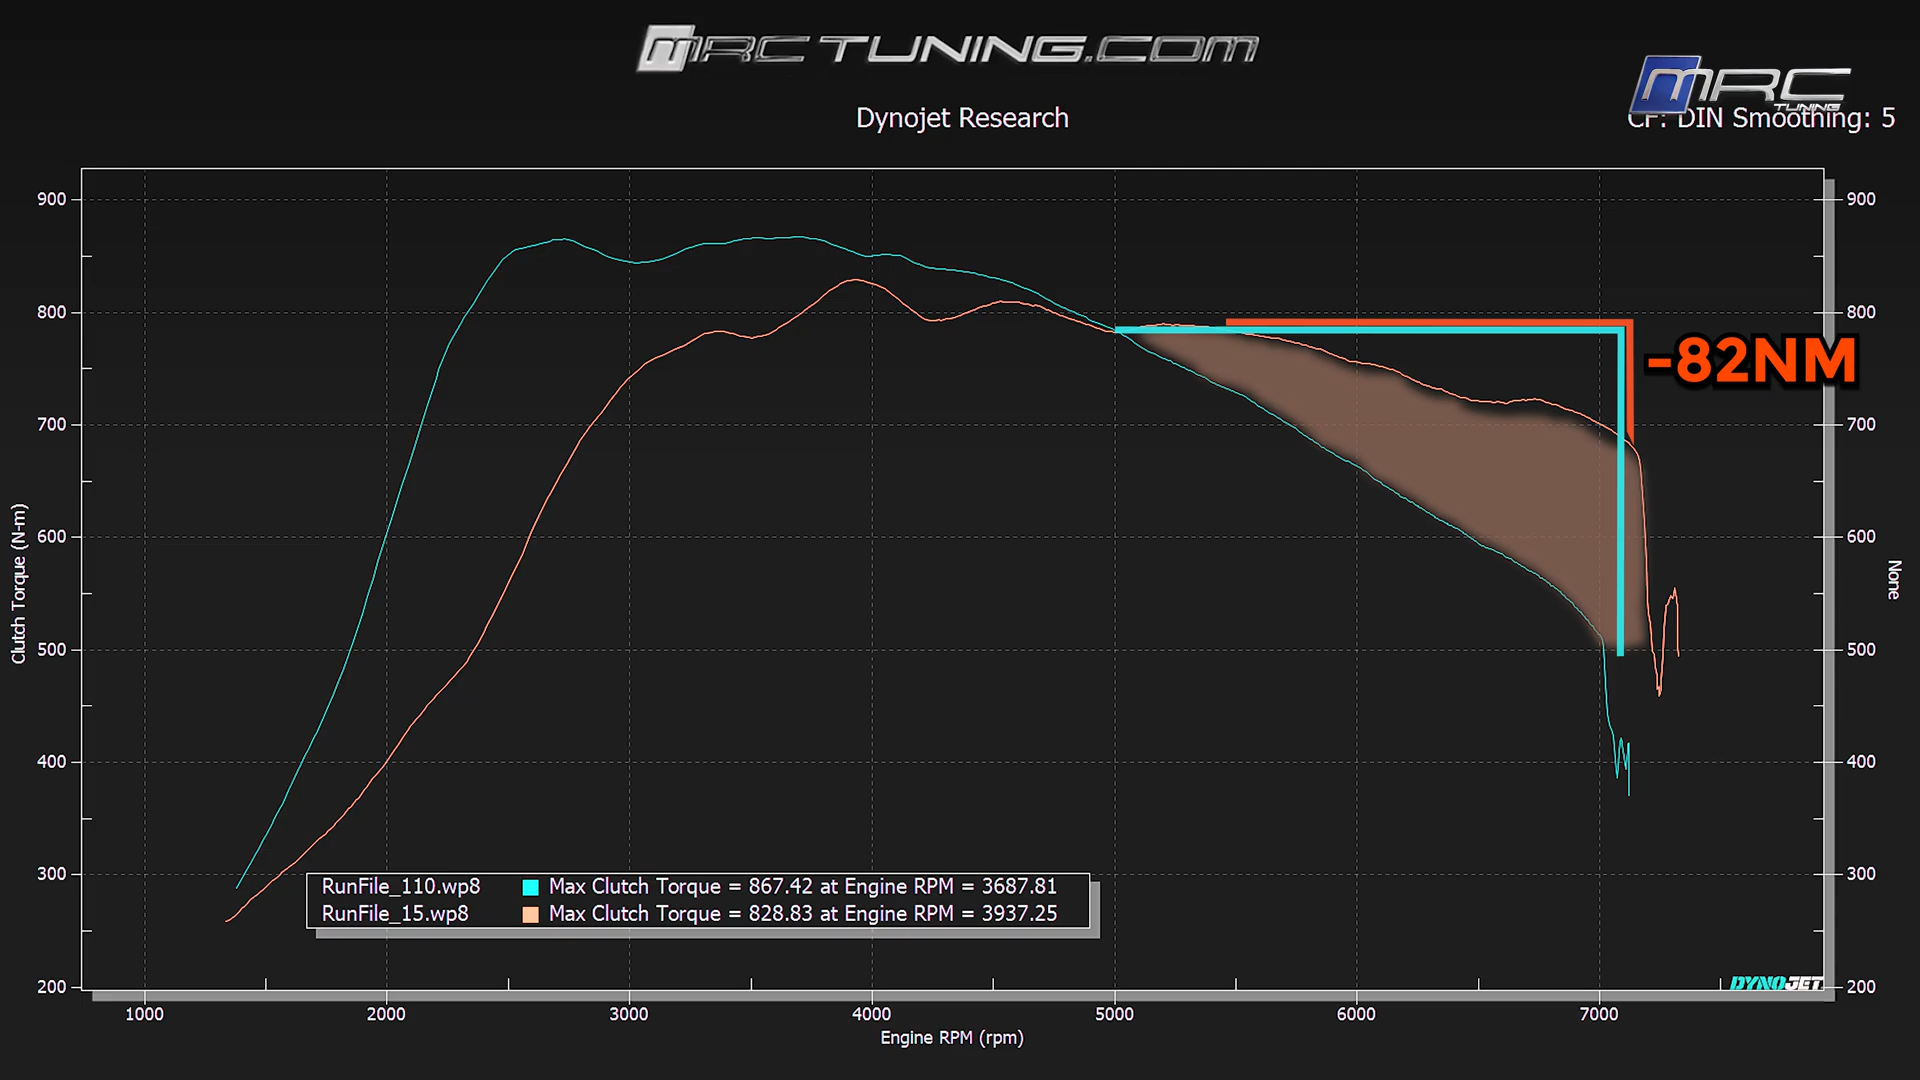 MRC TUNING.COM
MRC
TUNING
Dynojet Research
CF: DIN Smoothing: 5
900
800
700
600
500
400
300
200
Clutch Torque (N-m)
900
800
700
600
500
400
300
200
None
-82NM
RunFile_110.wp8 Max Clutch Torque = 867.42 at Engine RPM = 3687.81
RunFile_15.wp8 Max Clutch Torque = 828.83 at Engine RPM = 3937.25
DYNOJET
1000 2000 3000 4000 5000 6000 7000
Engine RPM (rpm)